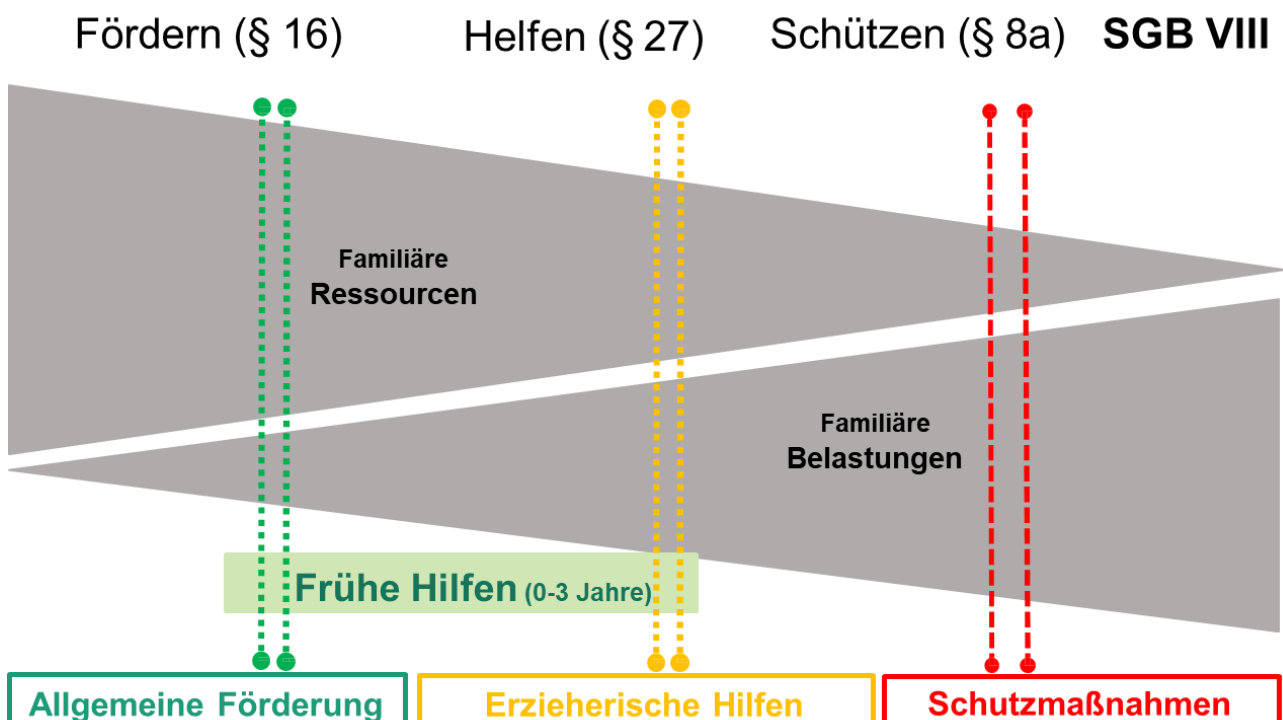 Fördern (§ 16) Helfen (§ 27) Schützen (§ 8a) SGB VIII
Familiäre
Ressourcen
Familiäre
Belastungen
Frühe Hilfen (0-3 Jahre)
Allgemeine Förderung Erzieherische Hilfen Schutzmaßnahmen